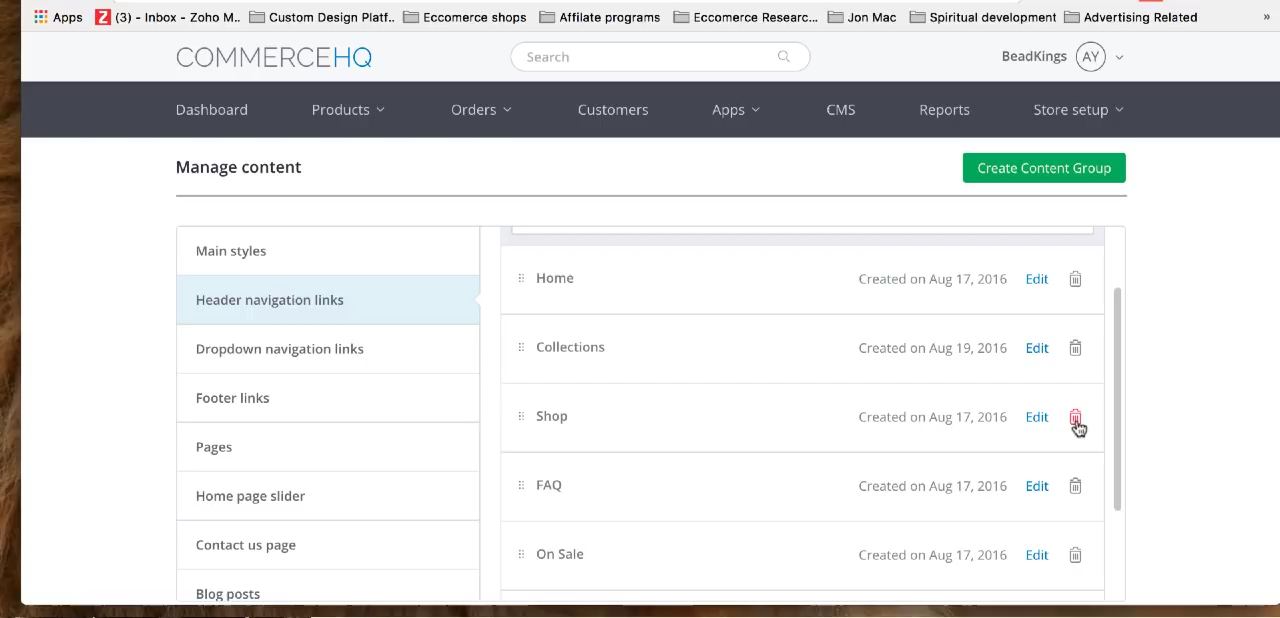 Apps Z (3) - Inbox - Zoho M... Custom Design Platf... Eccomerce shops Affilate programs Eccomrce Researc... Jon Mac Spiritual development Advertising Related »
COMMERCEHQ Search BeadKings AY
Dashboard Products Orders Customers Apps CMS Reports Store setup
Manage content Create Content Group
Main styles
Header navigation links
Dropdown navigation links
Footer links
Pages
Home page slider
Contact us page
Blog posts
Home Created on Aug 17, 2016 Edit
Collections Created on Aug 19, 2016 Edit
Shop Created on Aug 17, 2016 Edit
FAQ Created on Aug 17, 2016 Edit
On Sale Created on Aug 17, 2016 Edit